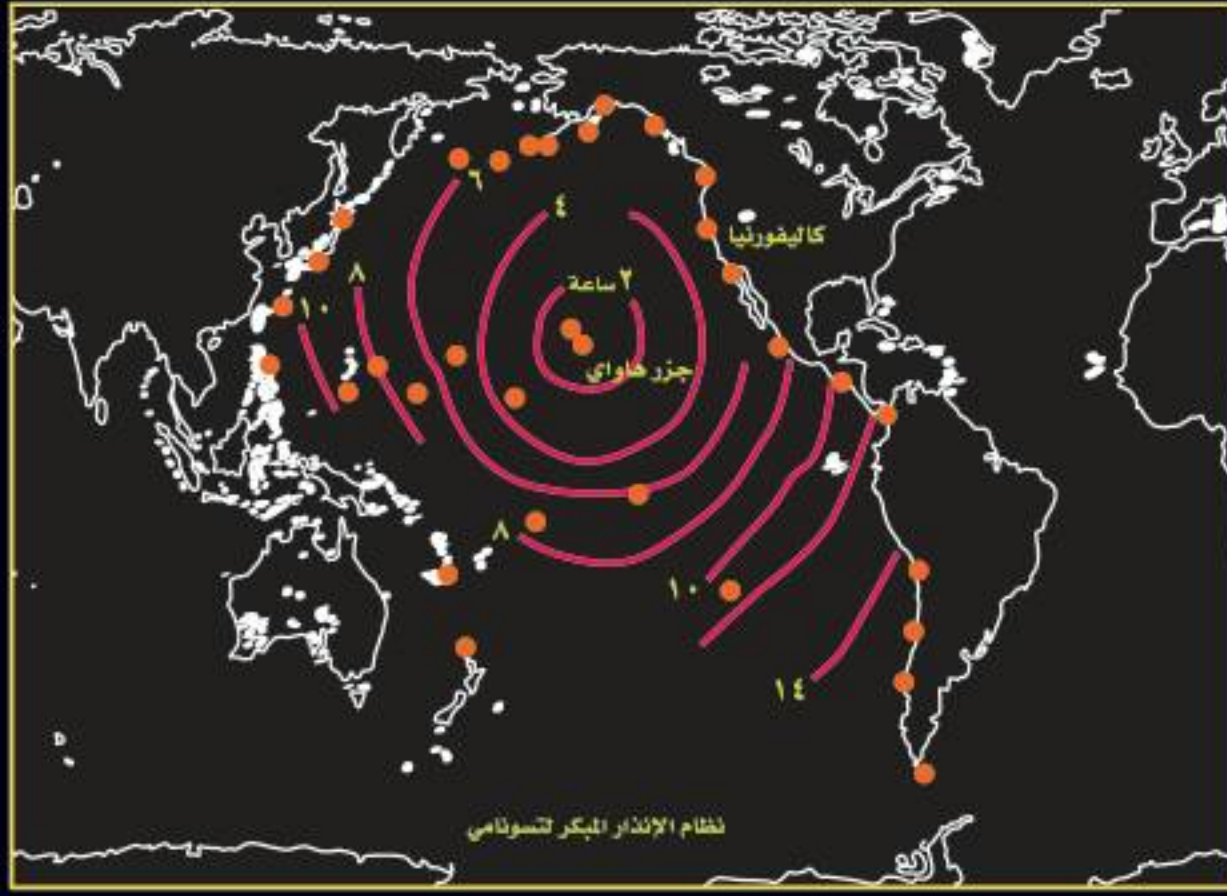 ٦
٤
كاليفورنيا
٢ ساعة
٨
١٠
جزر هاواي
٨
١٠
١٤
نظام الإنذار المبكر لتسونامي